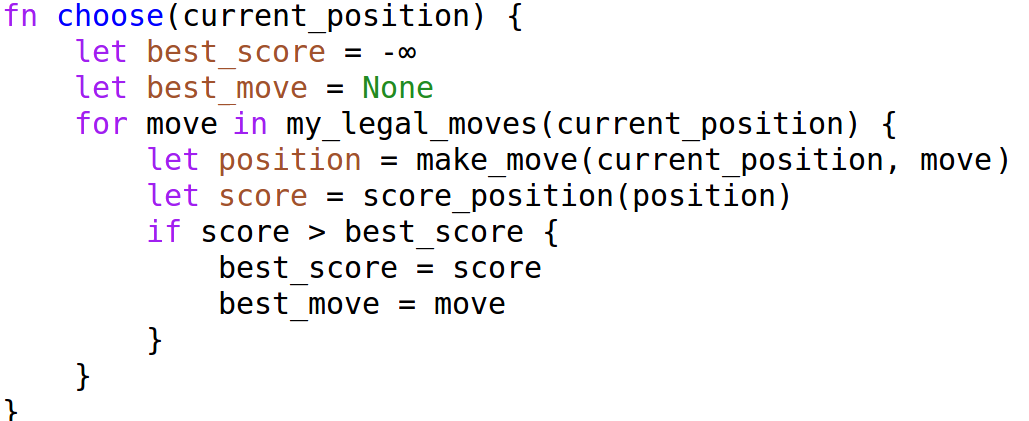 fn choose(current_position) {
    let best_score = -∞
    let best_move = None
    for move in my_legal_moves(current_position) {
        let position = make_move(current_position, move)
        let score = score_position(position)
        if score > best_score {
            best_score = score
            best_move = move
        }
    }
}